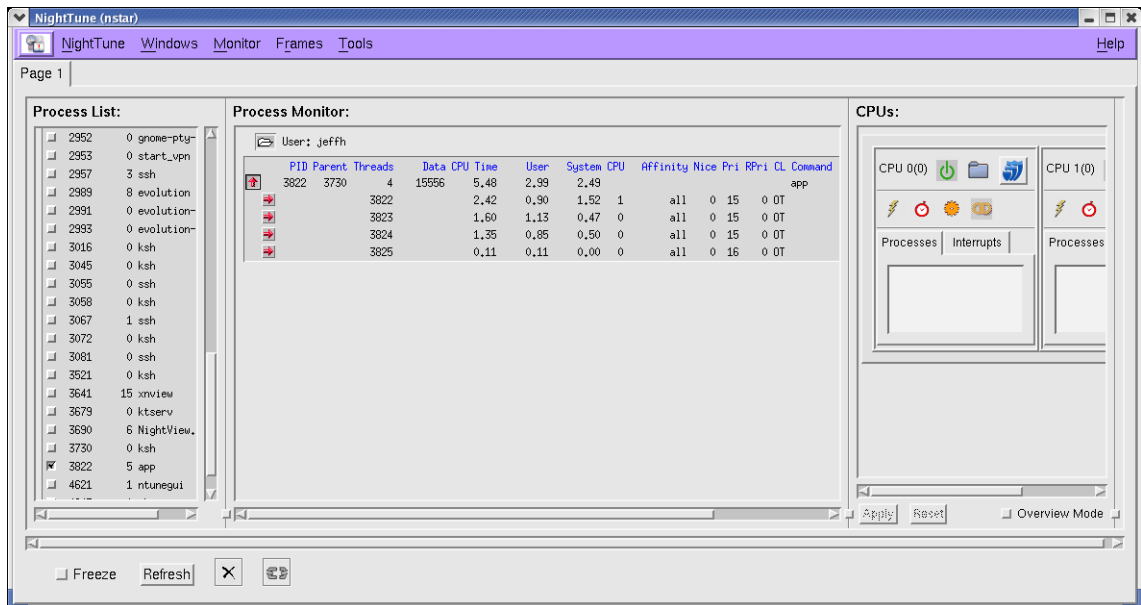 NightTune (nstar)
NightTune Windows Monitor Frames Tools Help
Page 1
Process List:
2952 0 gnome-pty-
2953 0 start_vpn
2957 3 ssh
2989 8 evolution
2991 0 evolution-
2993 0 evolution-
3016 0 ksh
3045 0 ksh
3055 0 ssh
3058 0 ksh
3067 1 ssh
3072 0 ksh
3081 0 ssh
3521 0 ksh
3641 15 xnview
3679 0 ktserv
3690 6 NightView.
3730 0 ksh
3822 5 app
4621 1 ntunegui
Process Monitor:
User: jeffh
PID Parent Threads Data CPU Time User System CPU Affinity Nice Pri RPri CL Command
3822 3730 4 15556 5.48 2.99 2.49 app
3822 2.42 0.90 1.52 1 all 0 15 0 OT
3823 1.60 1.13 0.47 0 all 0 15 0 OT
3824 1.35 0.85 0.50 0 all 0 15 0 OT
3825 0.11 0.11 0.00 0 all 0 16 0 OT
CPUs:
CPU 0(0)
Processes Interrupts
CPU 1(0)
Processes
Apply Reset Overview Mode
Freeze Refresh